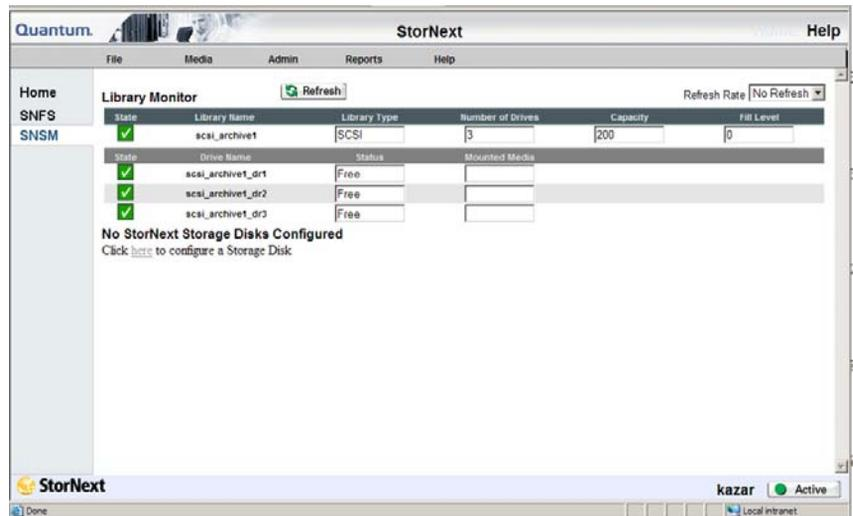 Quantum. StorNext Help
File Media Admin Reports Help
Home
SNFS
SNSM
Library Monitor Refresh Refresh Rate No Refresh
State Library Name Library Type Number of Drives Capacity Fill Level
scsi_archive1 SCSI 3 200 0
State Drive Name Status Mounted Media
scsi_archive1_dr1 Free
scsi_archive1_dr2 Free
scsi_archive1_dr3 Free
No StorNext Storage Disks Configured
Click here to configure a Storage Disk
StorNext kazar Active
Done Local intranet